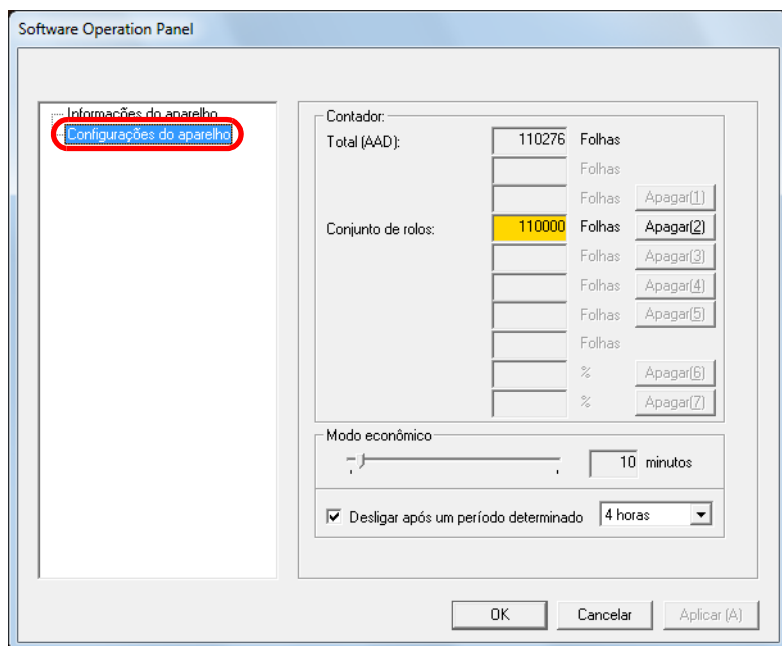 Software Operation Panel
Informações do aparelho
Configurações do aparelho
Contador:
Total (AAD): 110276 Folhas
Folhas
Folhas Apagar(1)
Conjunto de rolos: 110000 Folhas Apagar(2)
Folhas Apagar(3)
Folhas Apagar(4)
Folhas Apagar(5)
Folhas
% Apagar(6)
% Apagar(7)
Modo econômico
10 minutos
Desligar após um período determinado 4 horas
OK Cancelar Aplicar (A)